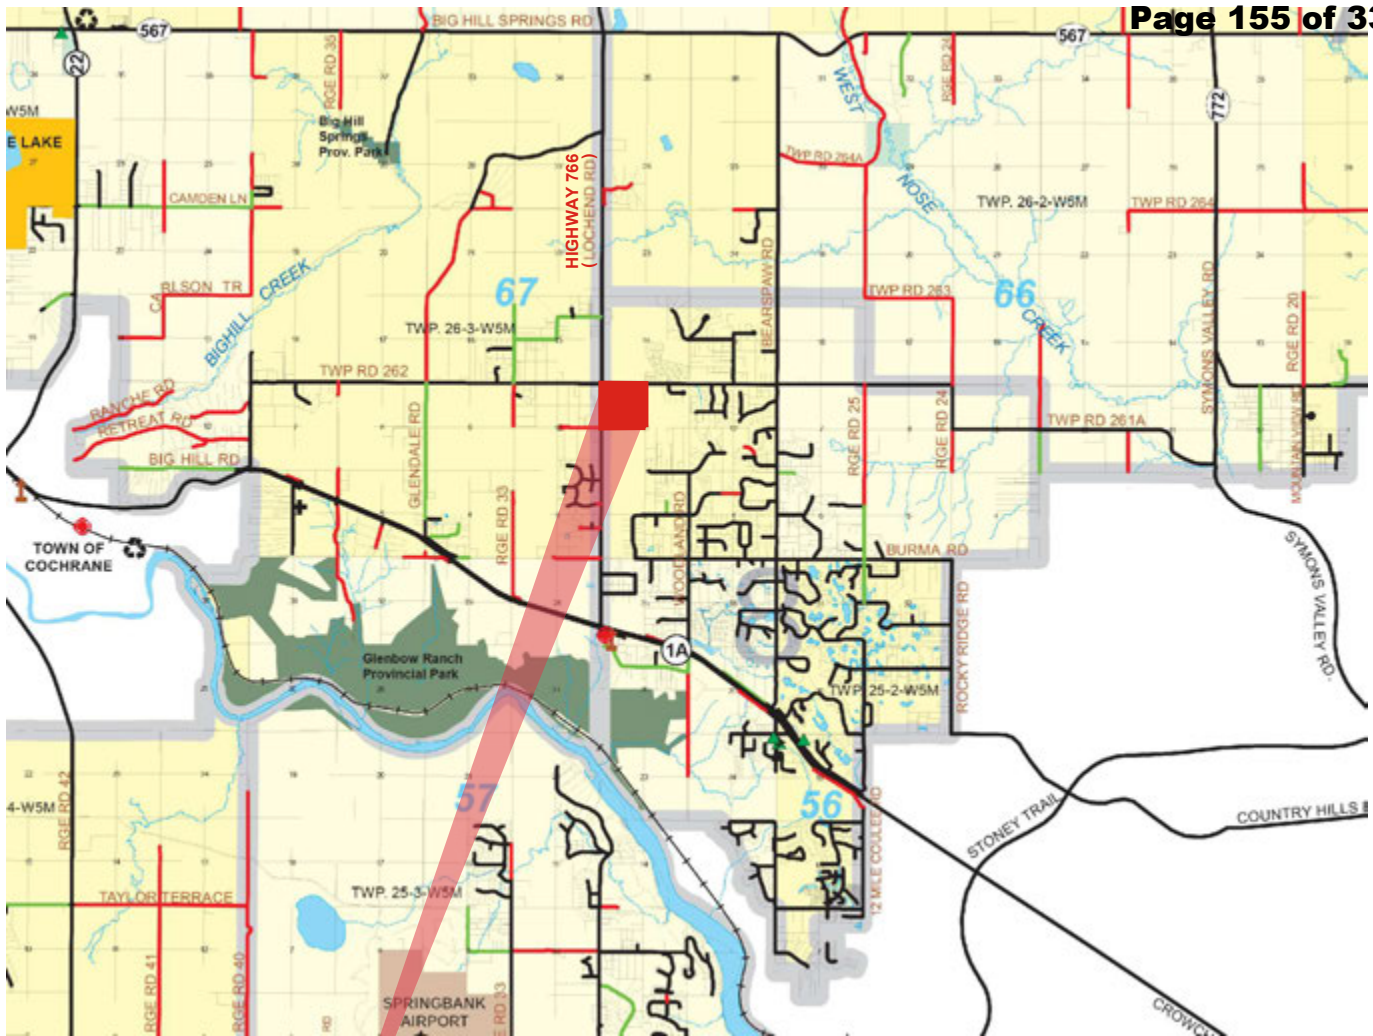 Page 155 of 33
BIG HILL SPRINGS RD
567
567
22
RGE RD 35
RGE RD 24
WEST
772
W5M
Big Hill
Springs
Prov. Park
E LAKE
HIGHWAY 766
( LOCHEND RD)
TWP RD 264A
NOSE
CAMDEN LN
TWP. 26-2-W5M
TWP RD 264
BEARSPAW RD
CREEK
CA
RLSON TR
67
TWP RD 263
66
CREEK
SYMONS VALLEY RD
RGE RD 20
TWP. 26-3-W5M
BIGHILL
TWP RD 262
RANCHE RD
RETREAT RD
GLENDALE RD
RGE RD 25
RGE RD 24
TWP RD 261A
MOUNTAIN VIEW RD
BIG HILL RD
1
RGE RD 33
WOODLAND RD
TOWN OF
COCHRANE
BURMA RD
SYMONS VALLEY RD.
ROCKY RIDGE RD
1A
Glenbow Ranch
Provincial Park
TWP. 25-2-W5M
4-W5M
RGE RD 42
57
56
12 MILE COULEE RD
STONEY TRAIL
COUNTRY HILLS B
TAYLOR TERRACE
TWP. 25-3-W5M
RGE RD 41
RGE RD 40
RD
SPRINGBANK
AIRPORT
E RD 33
CROWCH